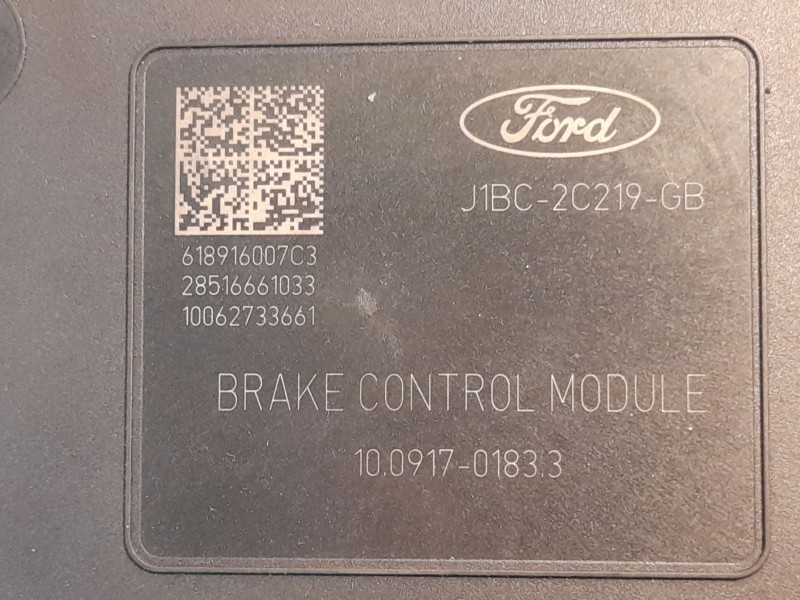 Ford
J1BC-2C219-GB
618916007C3
28516661033
10062733661
BRAKE CONTROL MODULE
10.0917-0183.3